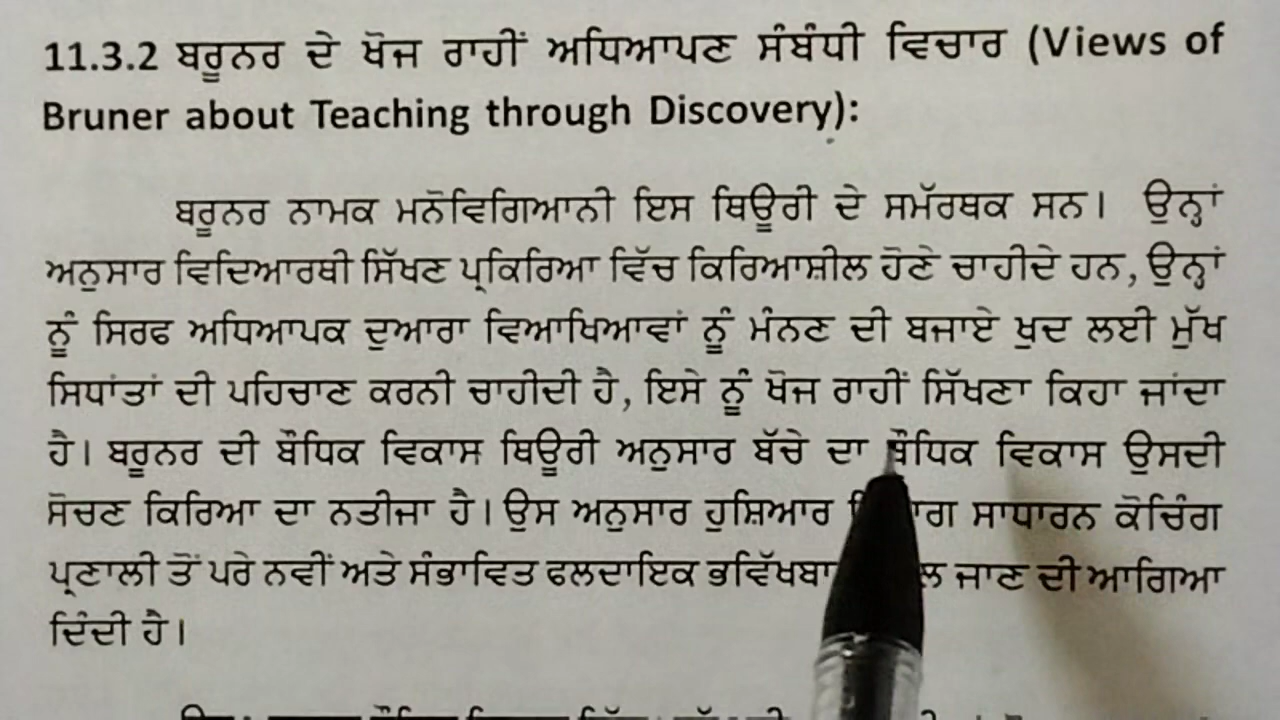 11.3.2 ਬਰੂਨਰ ਦੇ ਖੋਜ ਰਾਹੀਂ ਅਧਿਆਪਣ ਸੰਬੰਧੀ ਵਿਚਾਰ (Views of
Bruner about Teaching through Discovery):
ਬਰੂਨਰ ਨਾਮਕ ਮਨੋਵਿਗਿਆਨੀ ਇਸ ਥਿਊਰੀ ਦੇ ਸਮੱਰਥਕ ਸਨ। ਉਨ੍ਹਾਂ
ਅਨੁਸਾਰ ਵਿਦਿਆਰਥੀ ਸਿੱਖਣ ਪ੍ਰਕਿਰਿਆ ਵਿੱਚ ਕਿਰਿਆਸ਼ੀਲ ਹੋਣੇ ਚਾਹੀਦੇ ਹਨ, ਉਨ੍ਹਾਂ
ਨੂੰ ਸਿਰਫ ਅਧਿਆਪਕ ਦੁਆਰਾ ਵਿਆਖਿਆਵਾਂ ਨੂੰ ਮੰਨਣ ਦੀ ਬਜਾਏ ਖੁਦ ਲਈ ਮੁੱਖ
ਸਿਧਾਂਤਾਂ ਦੀ ਪਹਿਚਾਣ ਕਰਨੀ ਚਾਹੀਦੀ ਹੈ, ਇਸੇ ਨੂੰ ਖੋਜ ਰਾਹੀਂ ਸਿੱਖਣਾ ਕਿਹਾ ਜਾਂਦਾ
ਹੈ। ਬਰੂਨਰ ਦੀ ਬੌਧਿਕ ਵਿਕਾਸ ਥਿਊਰੀ ਅਨੁਸਾਰ ਬੱਚੇ ਦਾ ਬੌਧਿਕ ਵਿਕਾਸ ਉਸਦੀ
ਸੋਚਣ ਕਿਰਿਆ ਦਾ ਨਤੀਜਾ ਹੈ। ਉਸ ਅਨੁਸਾਰ ਹੁਸ਼ਿਆਰ ਸਾਧਾਰਨ ਕੋਚਿੰਗ
ਪ੍ਰਣਾਲੀ ਤੋਂ ਪਰੇ ਨਵੀਂ ਅਤੇ ਸੰਭਾਵਿਤ ਫਲਦਾਇਕ ਜਾਣ ਦੀ ਆਗਿਆ
ਦਿੰਦੀ ਹੈ।